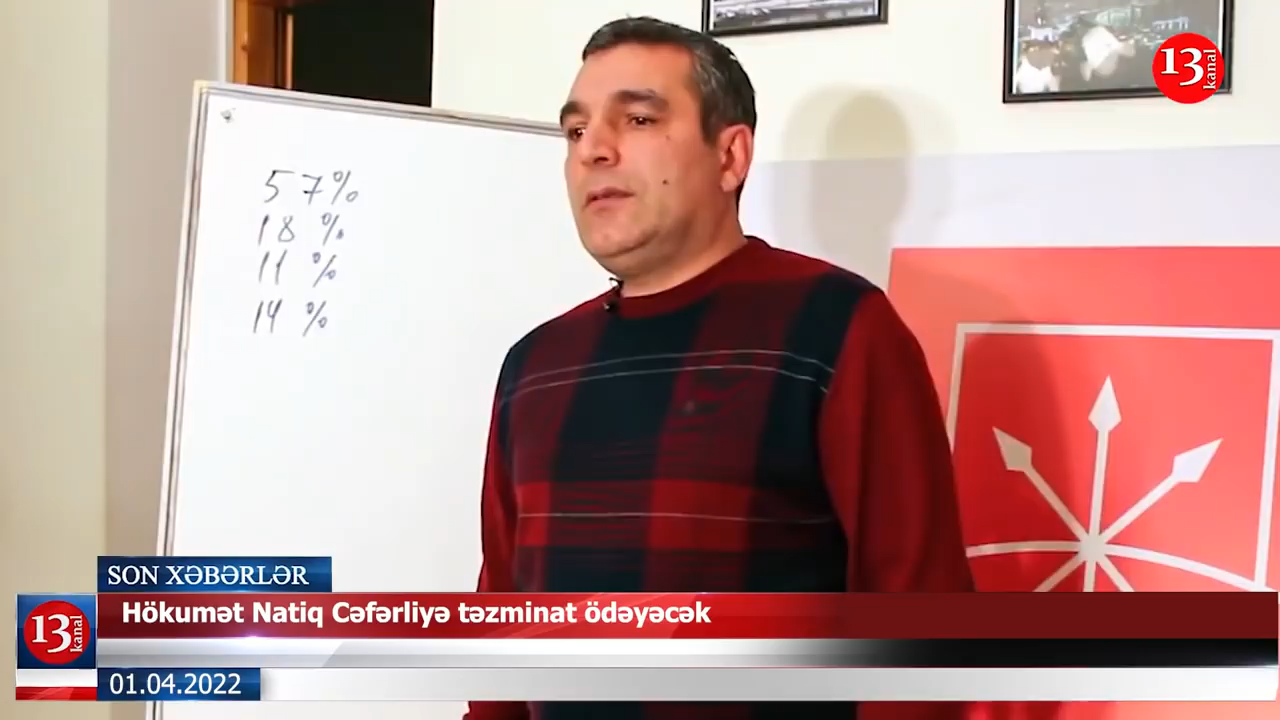 13
kanal
57%
18 %
11 %
14 %
SON XƏBƏRLƏR
Hökumət Natiq Cəfərliyə təzminat ödəyəcək
13
kanal
01.04.2022